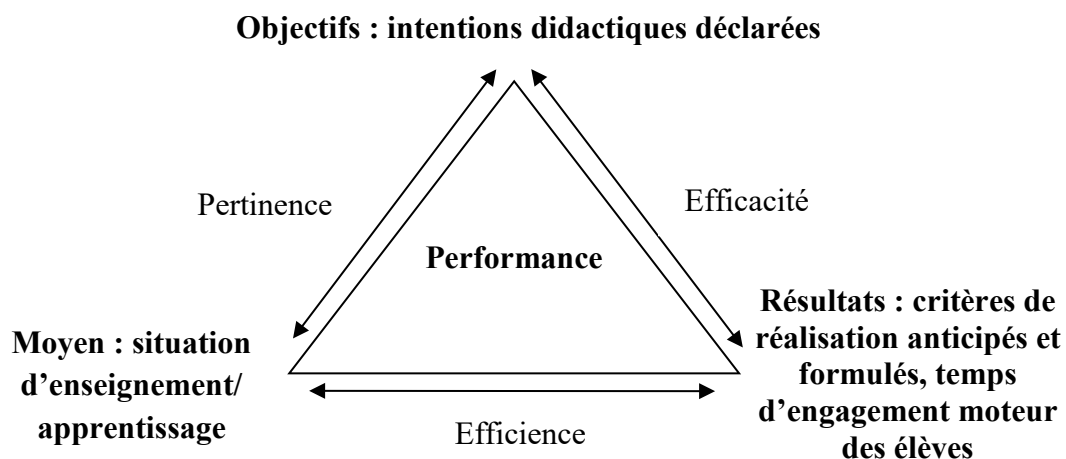 Objectifs : intentions didactiques déclarées
Pertinence
Efficacité
Performance
Moyen : situation
d’enseignement/
apprentissage
Résultats : critères de
réalisation anticipés et
formulés, temps
d’engagement moteur
des élèves
Efficience